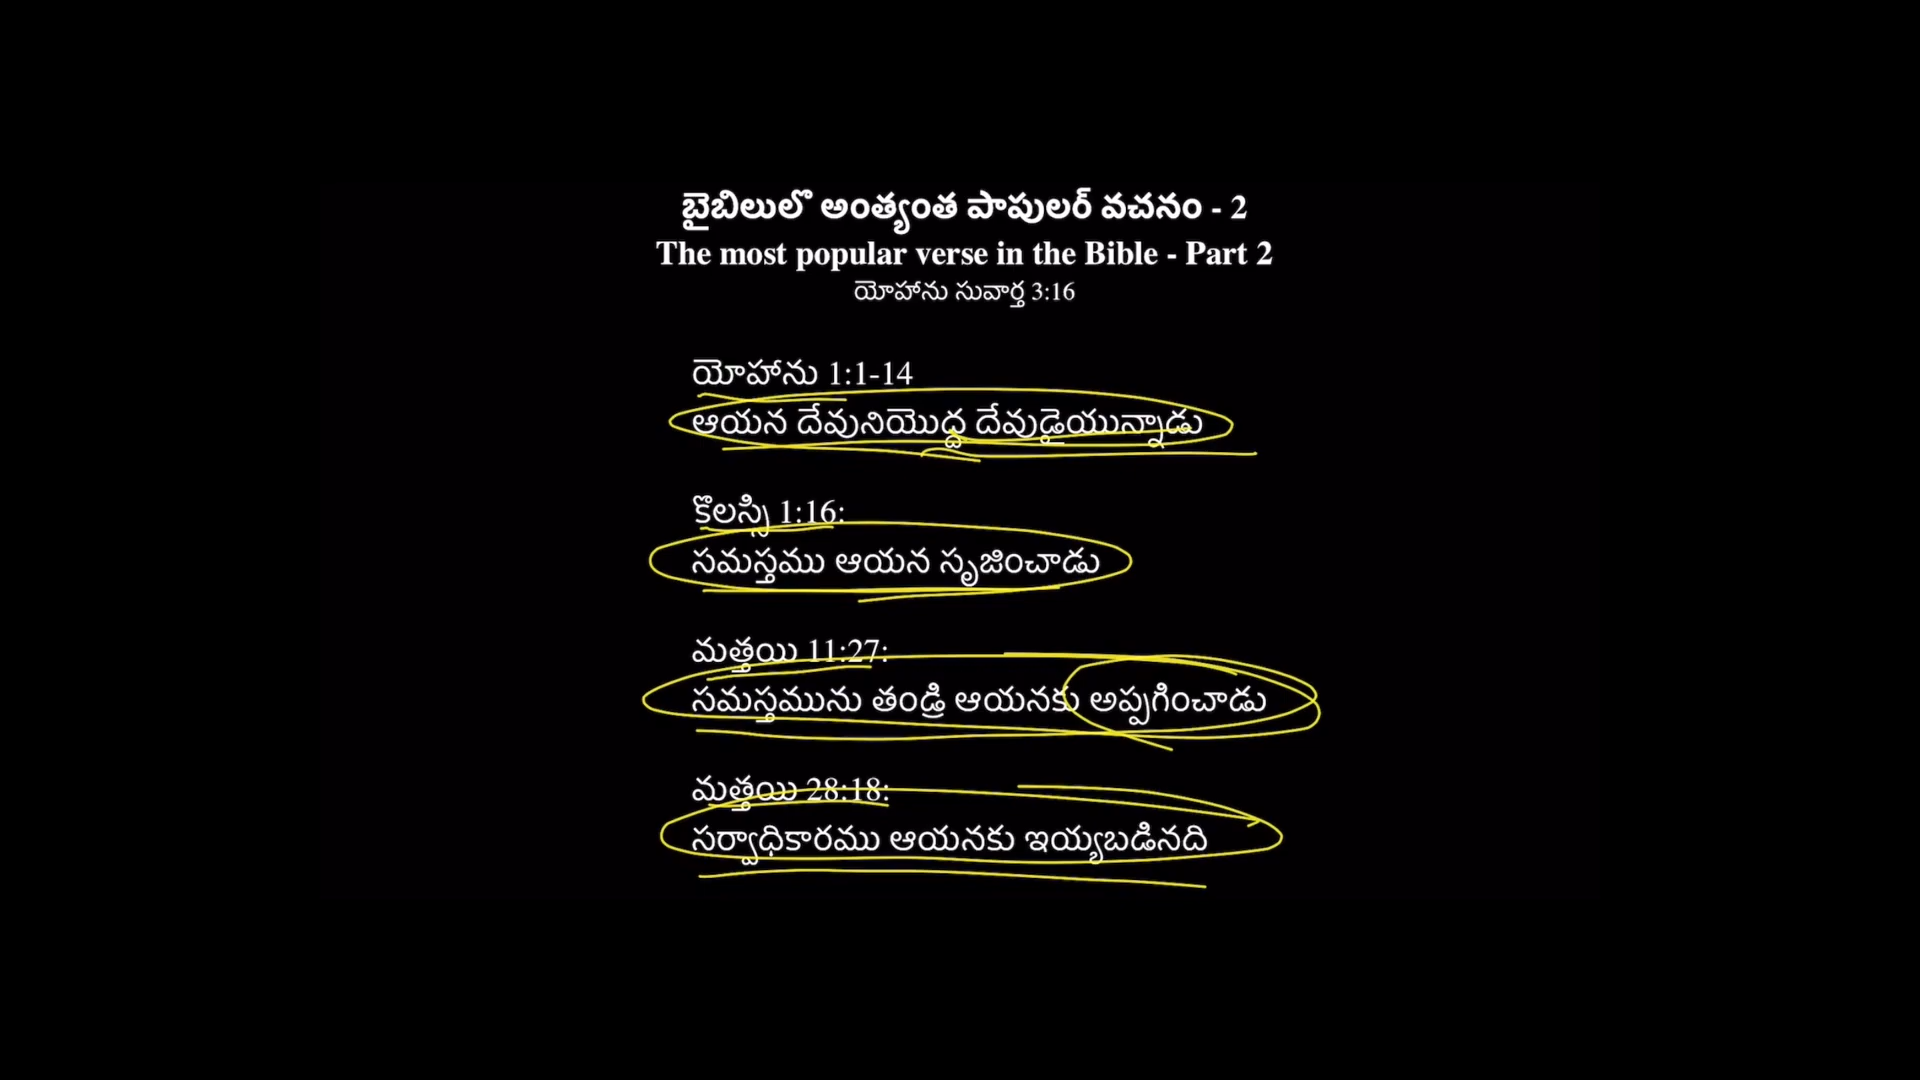 బైబిలులొ అంత్యంత పాపులర్ వచనం - 2
The most popular verse in the Bible - Part 2
యోహాను సువార్త 3:16
యోహాను 1:1-14
ఆయన దేవునియొద్ద దేవుడైయున్నాడు
కొలస్సి 1:16:
సమస్తము ఆయన సృజించాడు
మత్తయి 11:27:
సమస్తమును తండ్రి ఆయనకు అప్పగించాడు
మత్తయి 28:18:
సర్వాధికారము ఆయనకు ఇయ్యబడినది